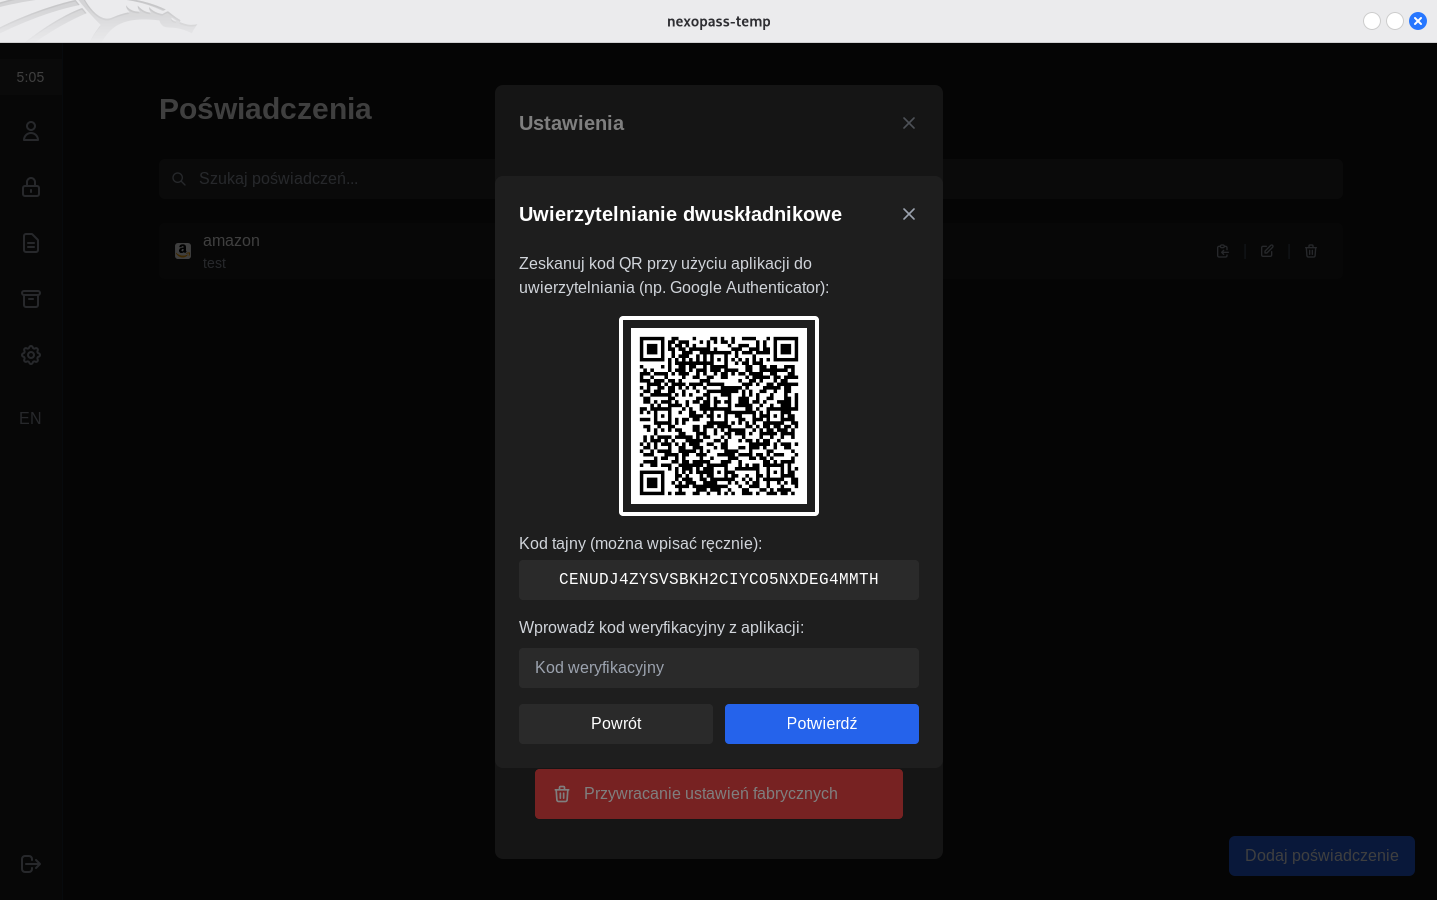 nexopass-temp
5:05
EN
Poświadczenia
Szukaj poświadczeń...
a
amazon
test
Ustawienia
Uwierzytelnianie dwuskładnikowe
Zeskanuj kod QR przy użyciu aplikacji do
uwierzytelniania (np. Google Authenticator):
Kod tajny (można wpisać ręcznie):
CENUDJ4ZYSVSBKH2CIYCO5NXDEG4MMTH
Wprowadź kod weryfikacyjny z aplikacji:
Kod weryfikacyjny
Powrót
Potwierdź
Przywracanie ustawień fabrycznych
Dodaj poświadczenie